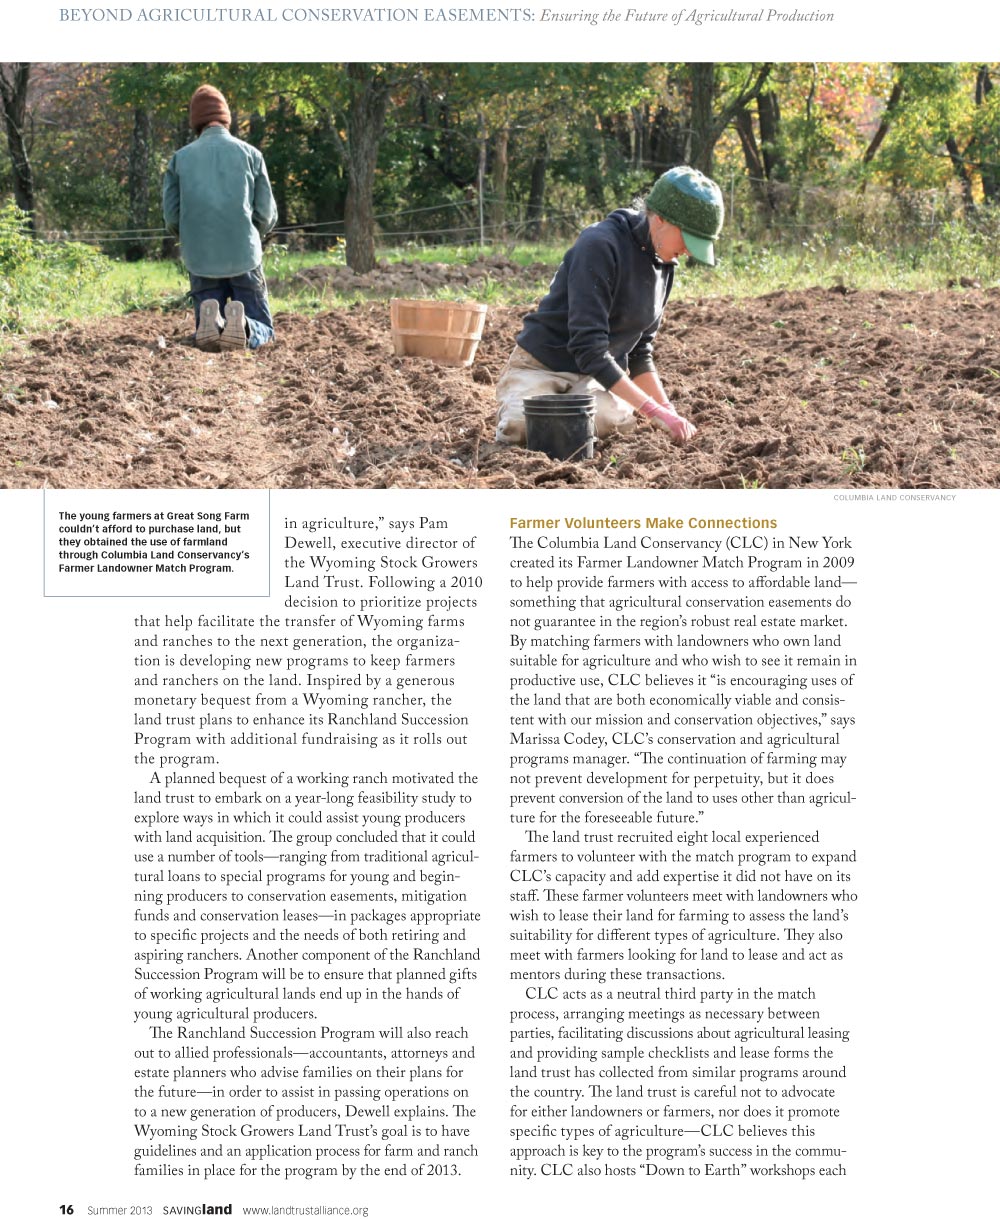 BEYOND AGRICULTURAL CONSERVATION EASEMENTS: Ensuring the Future of Agricultural Production
COLUMBIA LAND CONSERVANCY
The young farmers at Great Song Farm
couldn't afford to purchase land, but
they obtained the use of farmland
through Columbia Land Conservancy's
Farmer Landowner Match Program.
in agriculture,” says Pam
Dewell, executive director of
the Wyoming Stock Growers
Land Trust. Following a 2010
decision to prioritize projects
that help facilitate the transfer of Wyoming farms
and ranches to the next generation, the organiza-
tion is developing new programs to keep farmers
and ranchers on the land. Inspired by a generous
monetary bequest from a Wyoming rancher, the
land trust plans to enhance its Ranchland Succession
Program with additional fundraising as it rolls out
the program.
A planned bequest of a working ranch motivated the
land trust to embark on a year-long feasibility study to
explore ways in which it could assist young producers
with land acquisition. The group concluded that it could
use a number of tools—ranging from traditional agricul-
tural loans to special programs for young and begin-
ning producers to conservation easements, mitigation
funds and conservation leases—in packages appropriate
to specific projects and the needs of both retiring and
aspiring ranchers. Another component of the Ranchland
Succession Program will be to ensure that planned gifts
of working agricultural lands end up in the hands of
young agricultural producers.
The Ranchland Succession Program will also reach
out to allied professionals—accountants, attorneys and
estate planners who advise families on their plans for
the future—in order to assist in passing operations on
to a new generation of producers, Dewell explains. The
Wyoming Stock Growers Land Trust's goal is to have
guidelines and an application process for farm and ranch
families in place for the program by the end of 2013.
Farmer Volunteers Make Connections
The Columbia Land Conservancy (CLC) in New York
created its Farmer Landowner Match Program in 2009
to help provide farmers with access to affordable land—
something that agricultural conservation easements do
not guarantee in the region's robust real estate market.
By matching farmers with landowners who own land
suitable for agriculture and who wish to see it remain in
productive use, CLC believes it “is encouraging uses of
the land that are both economically viable and consis-
tent with our mission and conservation objectives,” says
Marissa Codey, CLC's conservation and agricultural
programs manager. “The continuation of farming may
not prevent development for perpetuity, but it does
prevent conversion of the land to uses other than agricul-
ture for the foreseeable future.”
The land trust recruited eight local experienced
farmers to volunteer with the match program to expand
CLC's capacity and add expertise it did not have on its
staff. These farmer volunteers meet with landowners who
wish to lease their land for farming to assess the land's
suitability for different types of agriculture. They also
meet with farmers looking for land to lease and act as
mentors during these transactions.
CLC acts as a neutral third party in the match
process, arranging meetings as necessary between
parties, facilitating discussions about agricultural leasing
and providing sample checklists and lease forms the
land trust has collected from similar programs around
the country. The land trust is careful not to advocate
for either landowners or farmers, nor does it promote
specific types of agriculture—CLC believes this
approach is key to the program's success in the commu-
nity. CLC also hosts “Down to Earth” workshops each
16 Summer 2013 SAVINGland www.landtrustalliance.org